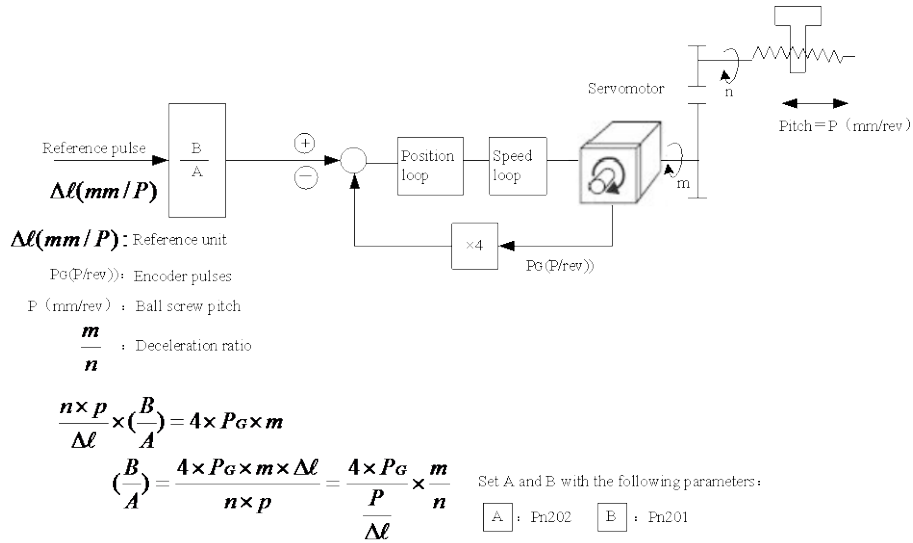 Servomotor
n
Pitch＝P（mm/rev）
Reference pulse
B
A
+
−
Position
loop
Speed
loop
m
Δℓ(mm/P)
×4
PG(P/rev))
Δℓ(mm/P) : Reference unit
PG(P/rev))：Encoder pulses
P（mm/rev）：Ball screw pitch
m/n ：Deceleration ratio
n×p/Δℓ ×(B/A) = 4×PG×m
(B/A) = 4×PG×m×Δℓ / n×p = 4×PG / (P/Δℓ) × m/n
Set A and B with the following parameters：
A ：Pn202 B ：Pn201